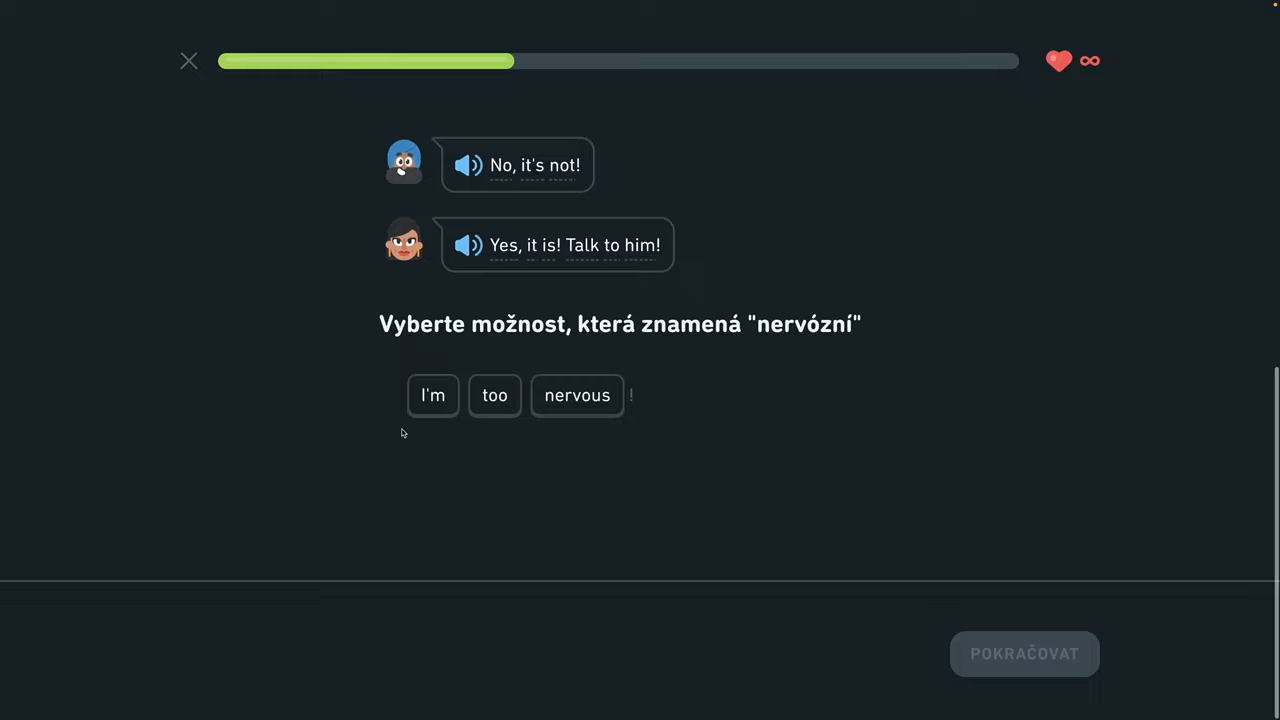 No, it's not!
Yes, it is! Talk to him!
Vyberte možnost, která znamená "nervózní"
I'm too nervous !
POKRAČOVAT